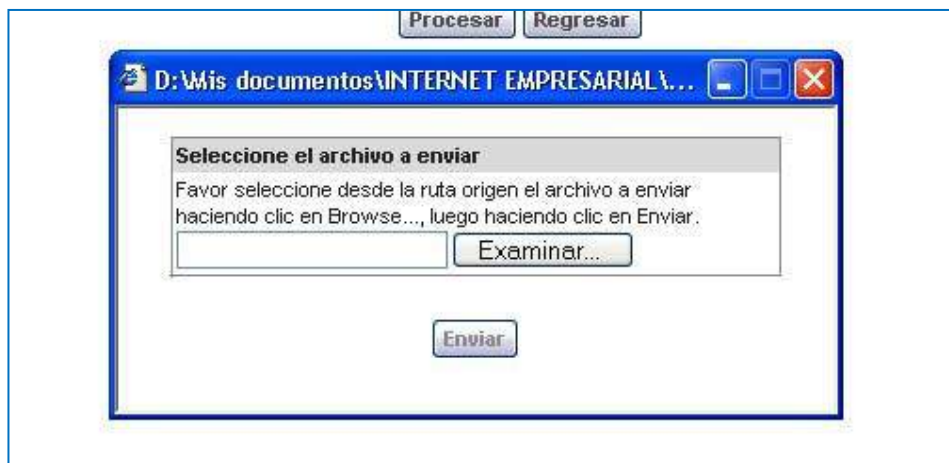 Procesar Regresar
D:\Mis documentos\INTERNET EMPRESARIAL\...
Seleccione el archivo a enviar
Favor seleccione desde la ruta origen el archivo a enviar
haciendo clic en Browse..., luego haciendo clic en Enviar.
Examinar...
Enviar